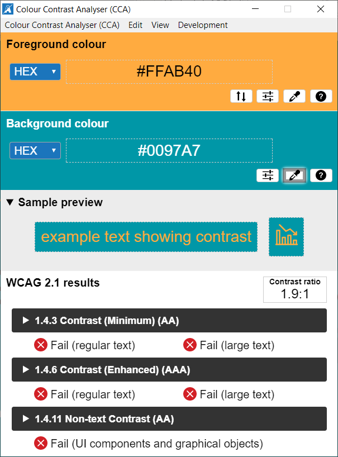 Colour Contrast Analyser (CCA)
Colour Contrast Analyser (CCA) Edit View Development
Foreground colour
HEX #FFAB40
Background colour
HEX #0097A7
▼ Sample preview
example text showing contrast
WCAG 2.1 results
Contrast ratio
1.9:1
▶ 1.4.3 Contrast (Minimum) (AA)
Fail (regular text) Fail (large text)
▶ 1.4.6 Contrast (Enhanced) (AAA)
Fail (regular text) Fail (large text)
▶ 1.4.11 Non-text Contrast (AA)
Fail (UI components and graphical objects)